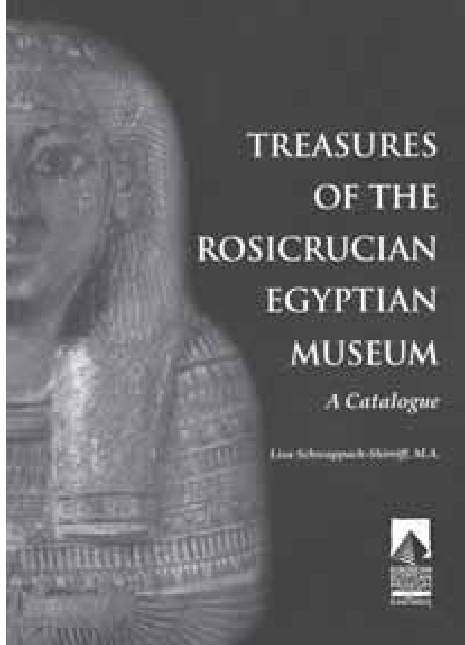 TREASURES
OF THE
ROSICRUCIAN
EGYPTIAN
MUSEUM
A Catalogue
Lisa Schwappach-Shirriff, M.A.